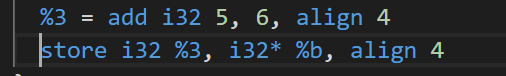 %3 = add i32 5, 6, align 4
store i32 %3, i32* %b, align 4